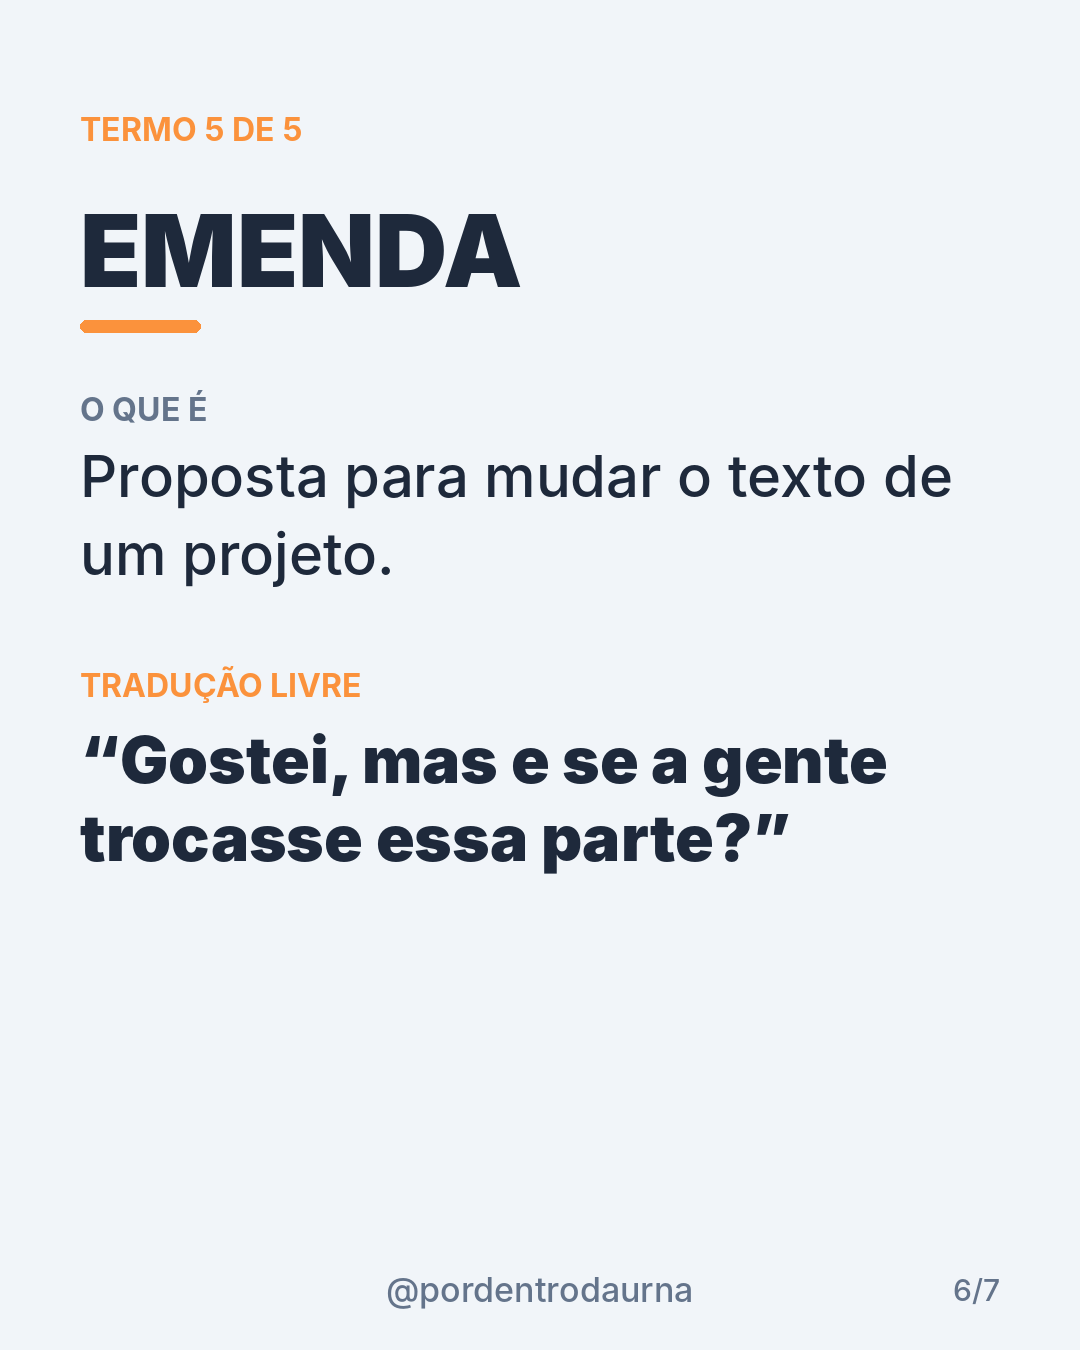 TERMO 5 DE 5
EMENDA
O QUE É
Proposta para mudar o texto de
um projeto.
TRADUÇÃO LIVRE
“Gostei, mas e se a gente
trocasse essa parte?”
@pordentrodaurna
6/7